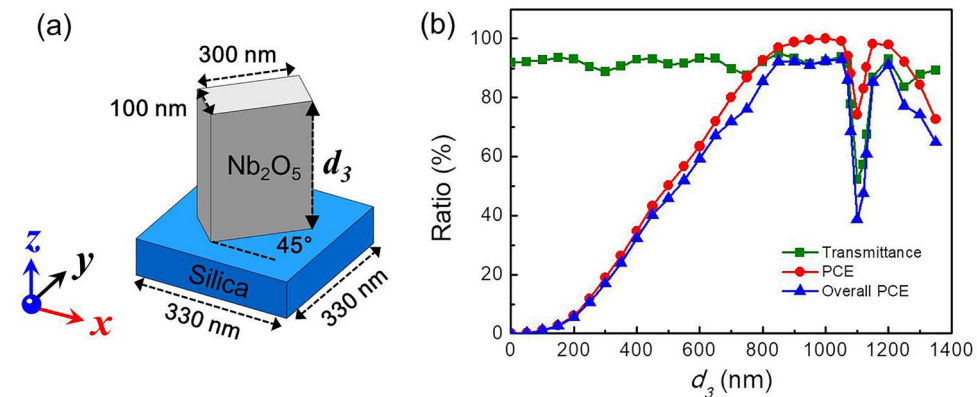 (a)
300 nm
100 nm
Nb₂O₅
d₃
45°
Silica
330 nm
330 nm
z
y
x
(b)
100
80
60
40
20
0
Ratio (%)
Transmittance
PCE
Overall PCE
0 200 400 600 800 1000 1200 1400
d₃ (nm)